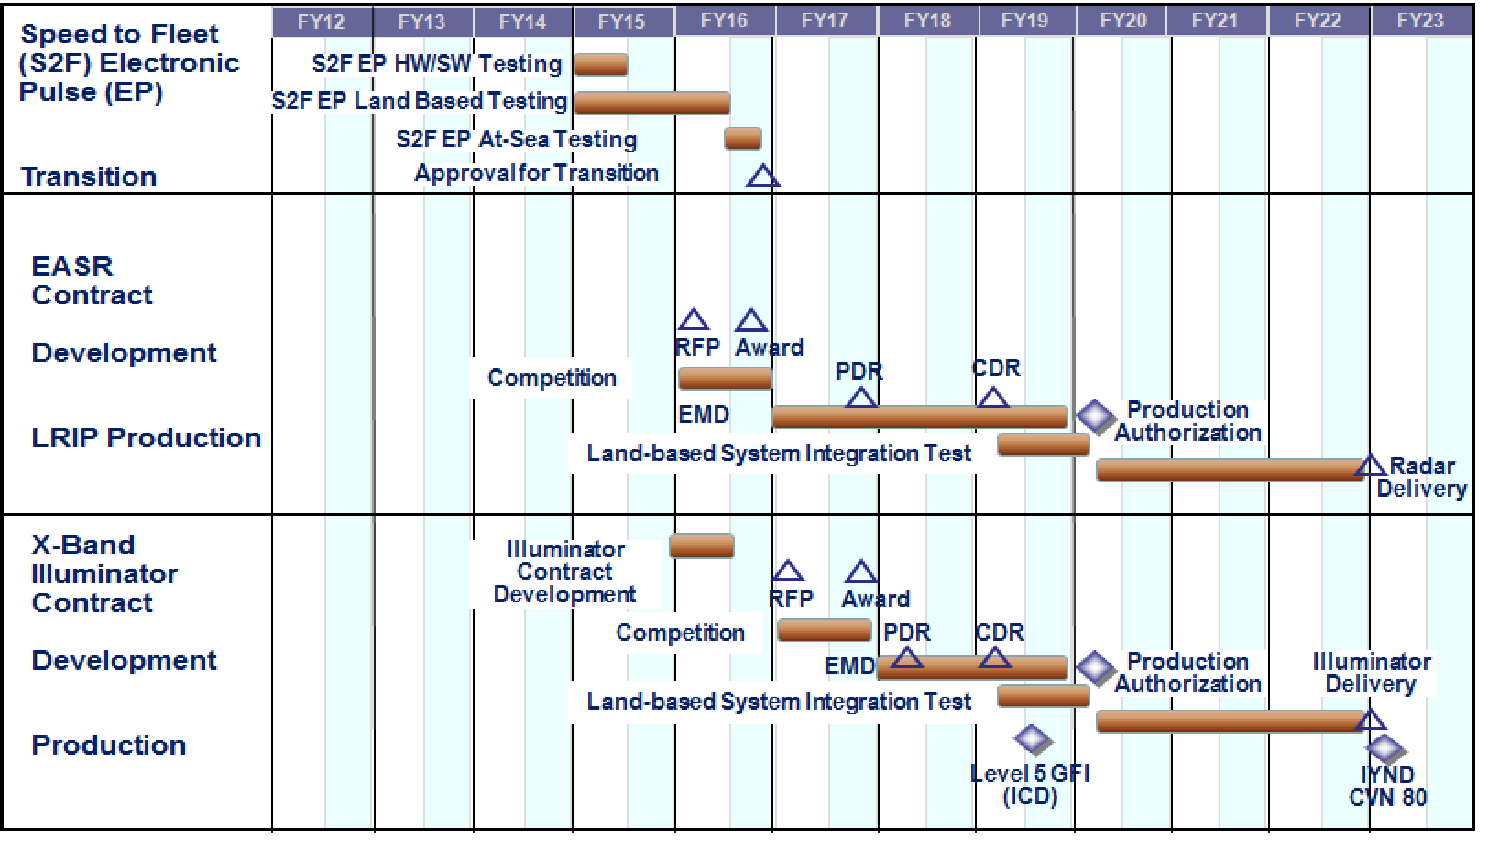 FY12 FY13 FY14 FY15 FY16 FY17 FY18 FY19 FY20 FY21 FY22 FY23
Speed to Fleet
(S2F) Electronic
Pulse (EP)
S2F EP HW/SW Testing
S2F EP Land Based Testing
S2F EP At-Sea Testing
Transition
Approval for Transition
EASR
Contract
RFP Award
Development
Competition
PDR CDR
EMD
Production
Authorization
LRIP Production
Land-based System Integration Test
Radar
Delivery
X-Band
Illuminator
Contract
Illuminator
Contract
Development
RFP Award
Competition
PDR CDR
Development
EMD
Production
Authorization
Illuminator
Delivery
Land-based System Integration Test
Production
Level 5 GFI
(ICD)
IYND
CVN 80